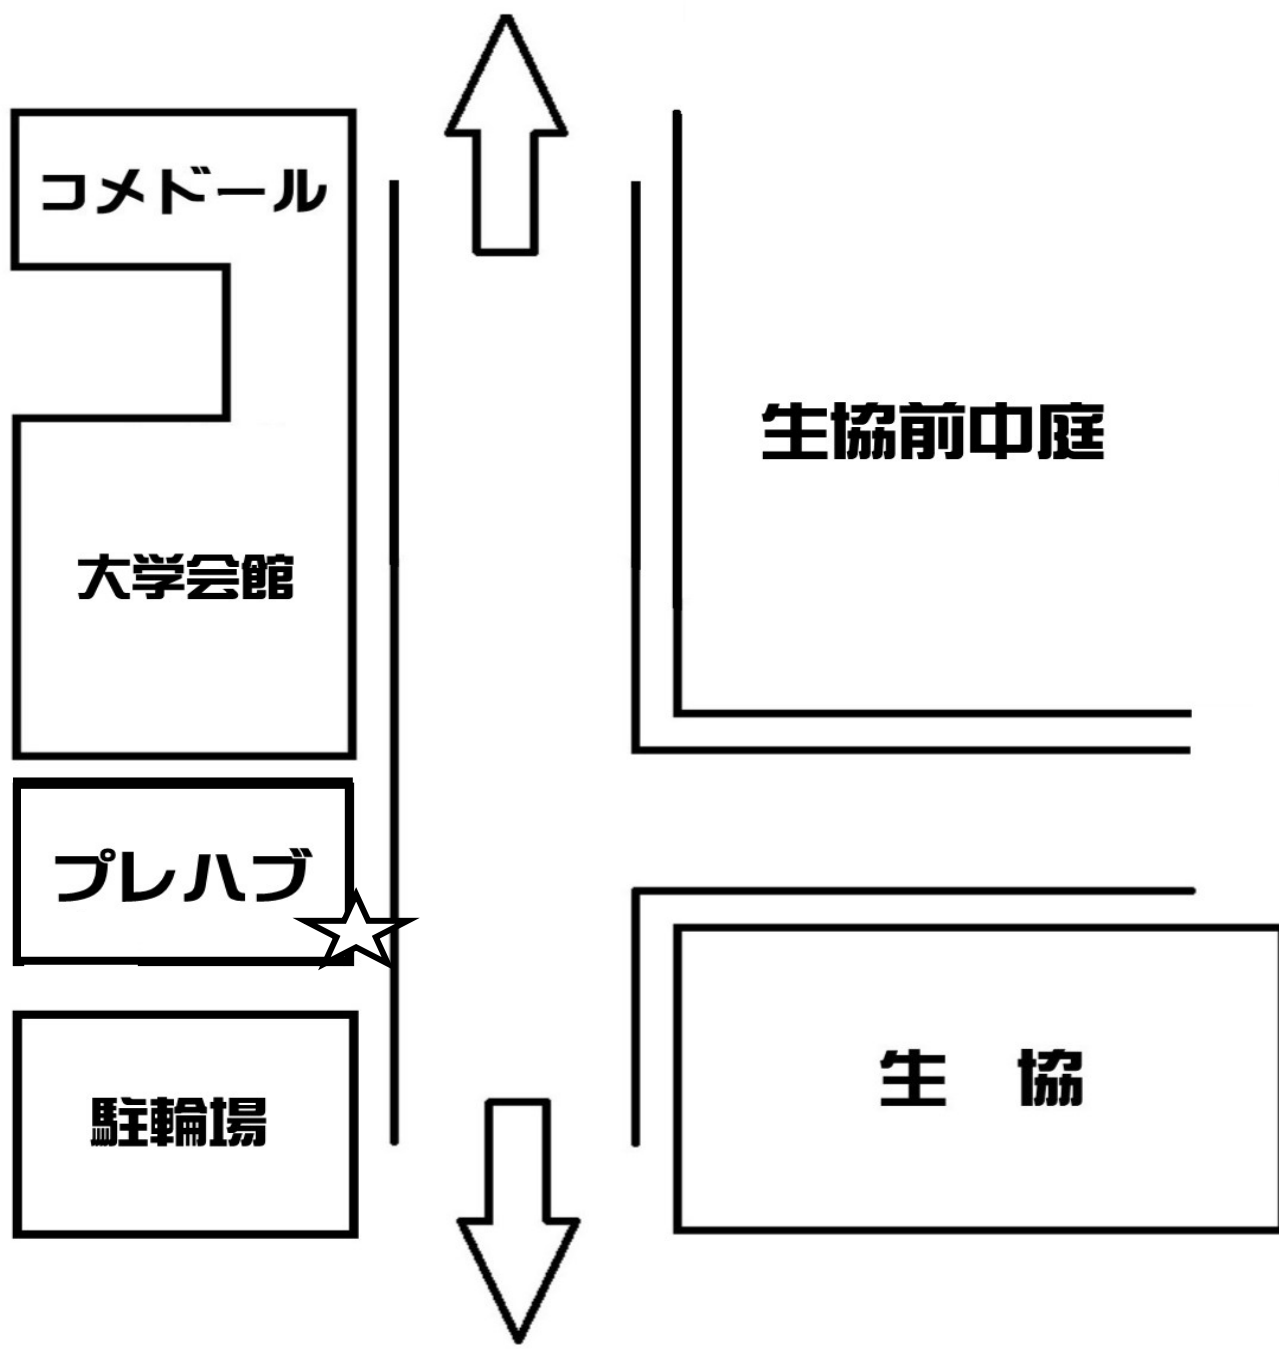 コメドール
生協前中庭
大学会館
プレハブ
生　協
駐輪場